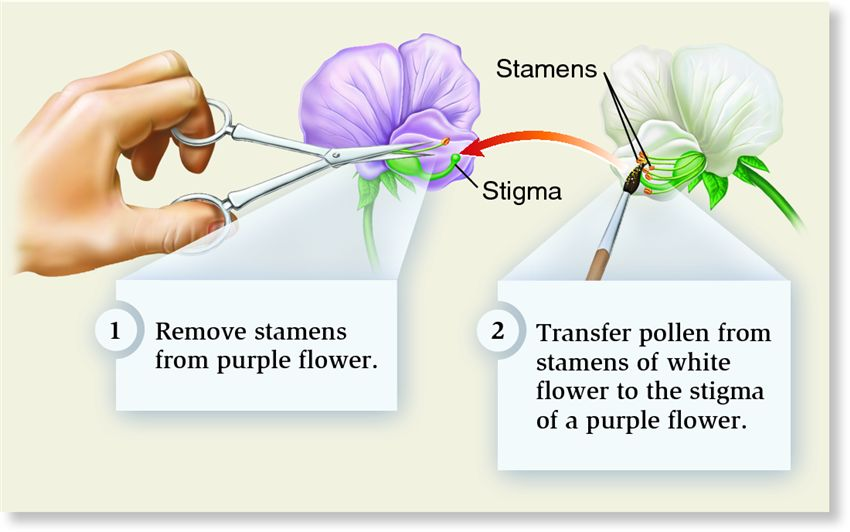 Stamens
Stigma
1
Remove stamens
from purple flower.
2
Transfer pollen from
stamens of white
flower to the stigma
of a purple flower.